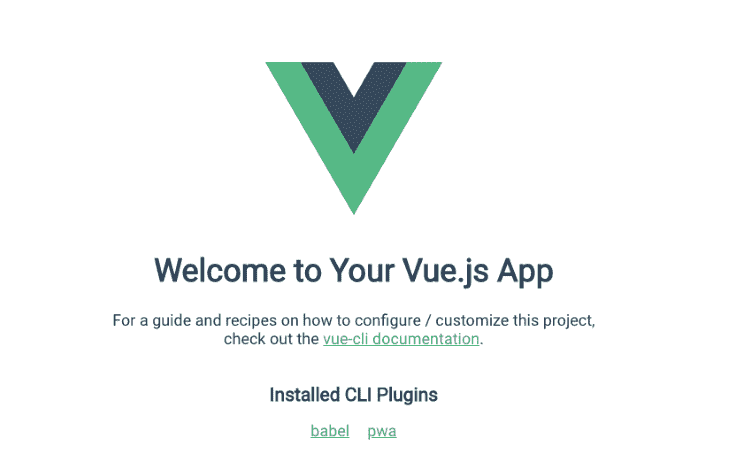 Welcome to Your Vue.js App
For a guide and recipes on how to configure / customize this project,
check out the vue-cli documentation.
Installed CLI Plugins
babel pwa